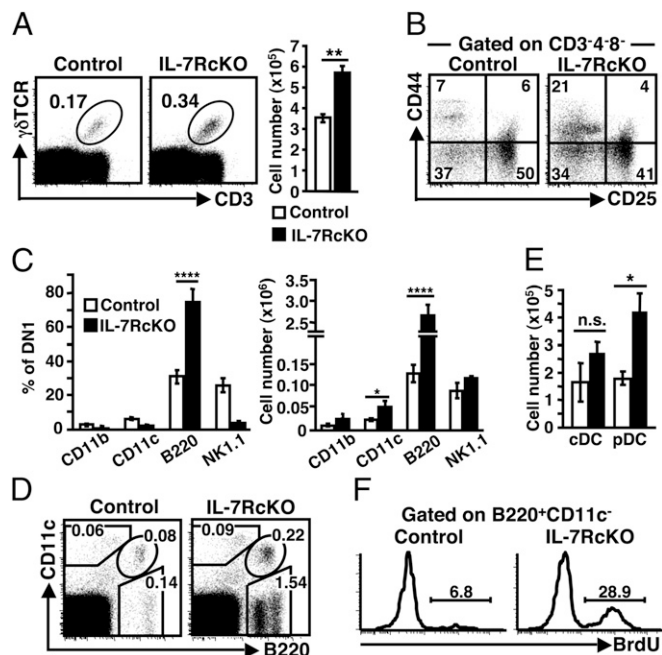 A
Control
IL-7RcKO
0.17
0.34
γδTCR
CD3
Cell number (x10⁵)
7
6
5
4
3
2
1
0
**
Control
IL-7RcKO
B
Gated on CD3⁻4⁻8⁻
Control
IL-7RcKO
7
6
37
50
21
4
34
41
CD44
CD25
C
% of DN1
80
60
40
20
0
****
Control
IL-7RcKO
CD11b
CD11c
B220
NK1.1
Cell number (x10⁶)
3.5
3.0
2.5
0.15
0.10
0.05
0
*
****
CD11b
CD11c
B220
NK1.1
E
Cell number (x10⁵)
5
4
3
2
1
0
n.s.
*
cDC
pDC
D
Control
IL-7RcKO
0.06
0.08
0.14
0.09
0.22
1.54
CD11c
B220
F
Gated on B220⁺CD11c⁻
Control
IL-7RcKO
6.8
28.9
BrdU